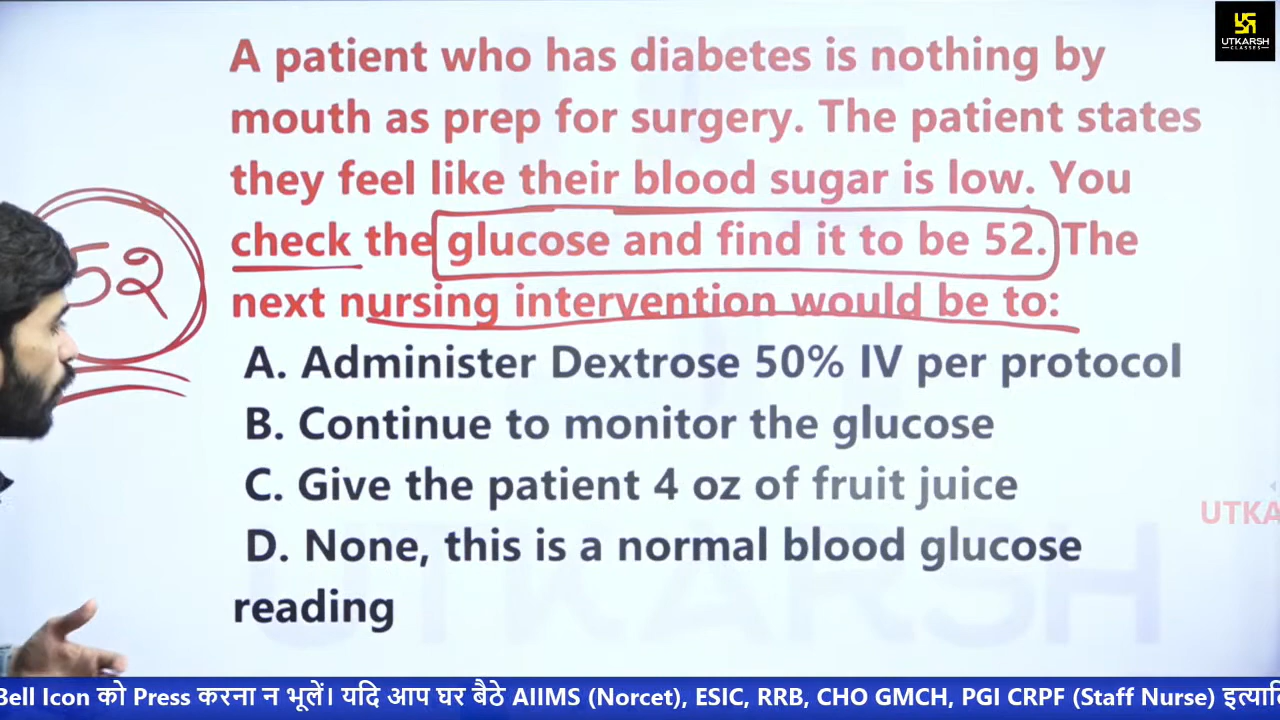 UTKARSH
CLASSES
A patient who has diabetes is nothing by
mouth as prep for surgery. The patient states
they feel like their blood sugar is low. You
check the glucose and find it to be 52. The
next nursing intervention would be to:
52
A. Administer Dextrose 50% IV per protocol
B. Continue to monitor the glucose
C. Give the patient 4 oz of fruit juice
D. None, this is a normal blood glucose
reading
UTKA
UTKARSH
Bell Icon को Press करना न भूलें। यदि आप घर बैठे AIIMS (Norcet), ESIC, RRB, CHO GMCH, PGI CRPF (Staff Nurse) इत्यादि